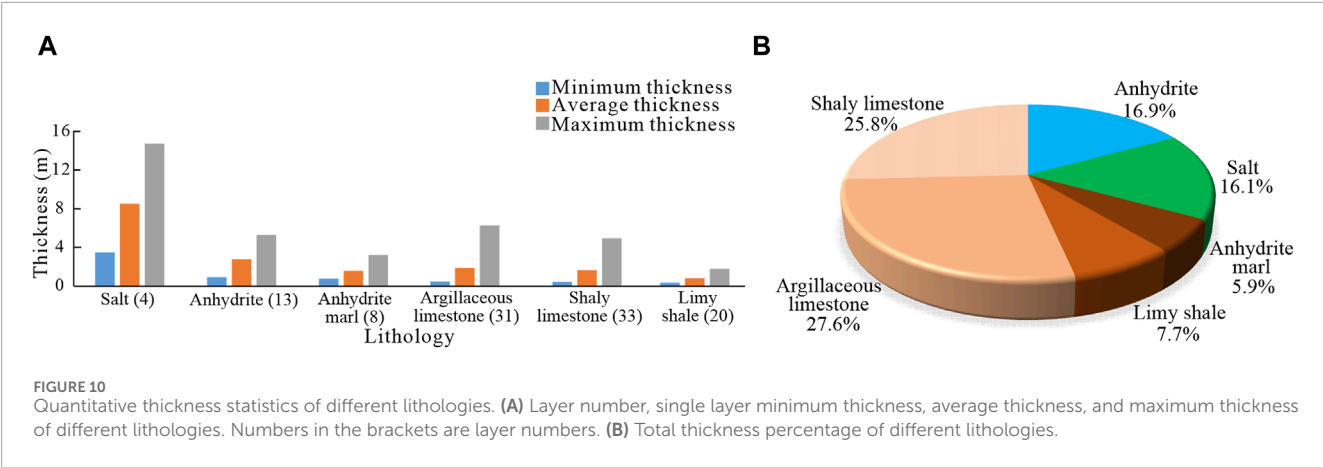 A
Minimum thickness
Average thickness
Maximum thickness
Thickness (m)
16
12
8
4
0
Salt (4)
Anhydrite (13)
Anhydrite
marl (8)
Argillaceous
limestone (31)
Shaly
limestone (33)
Limy
shale (20)
Lithology
B
Shaly limestone
25.8%
Anhydrite
16.9%
Salt
16.1%
Anhydrite
marl
5.9%
Limy shale
7.7%
Argillaceous
limestone
27.6%
FIGURE 10
Quantitative thickness statistics of different lithologies. (A) Layer number, single layer minimum thickness, average thickness, and maximum thickness
of different lithologies. Numbers in the brackets are layer numbers. (B) Total thickness percentage of different lithologies.